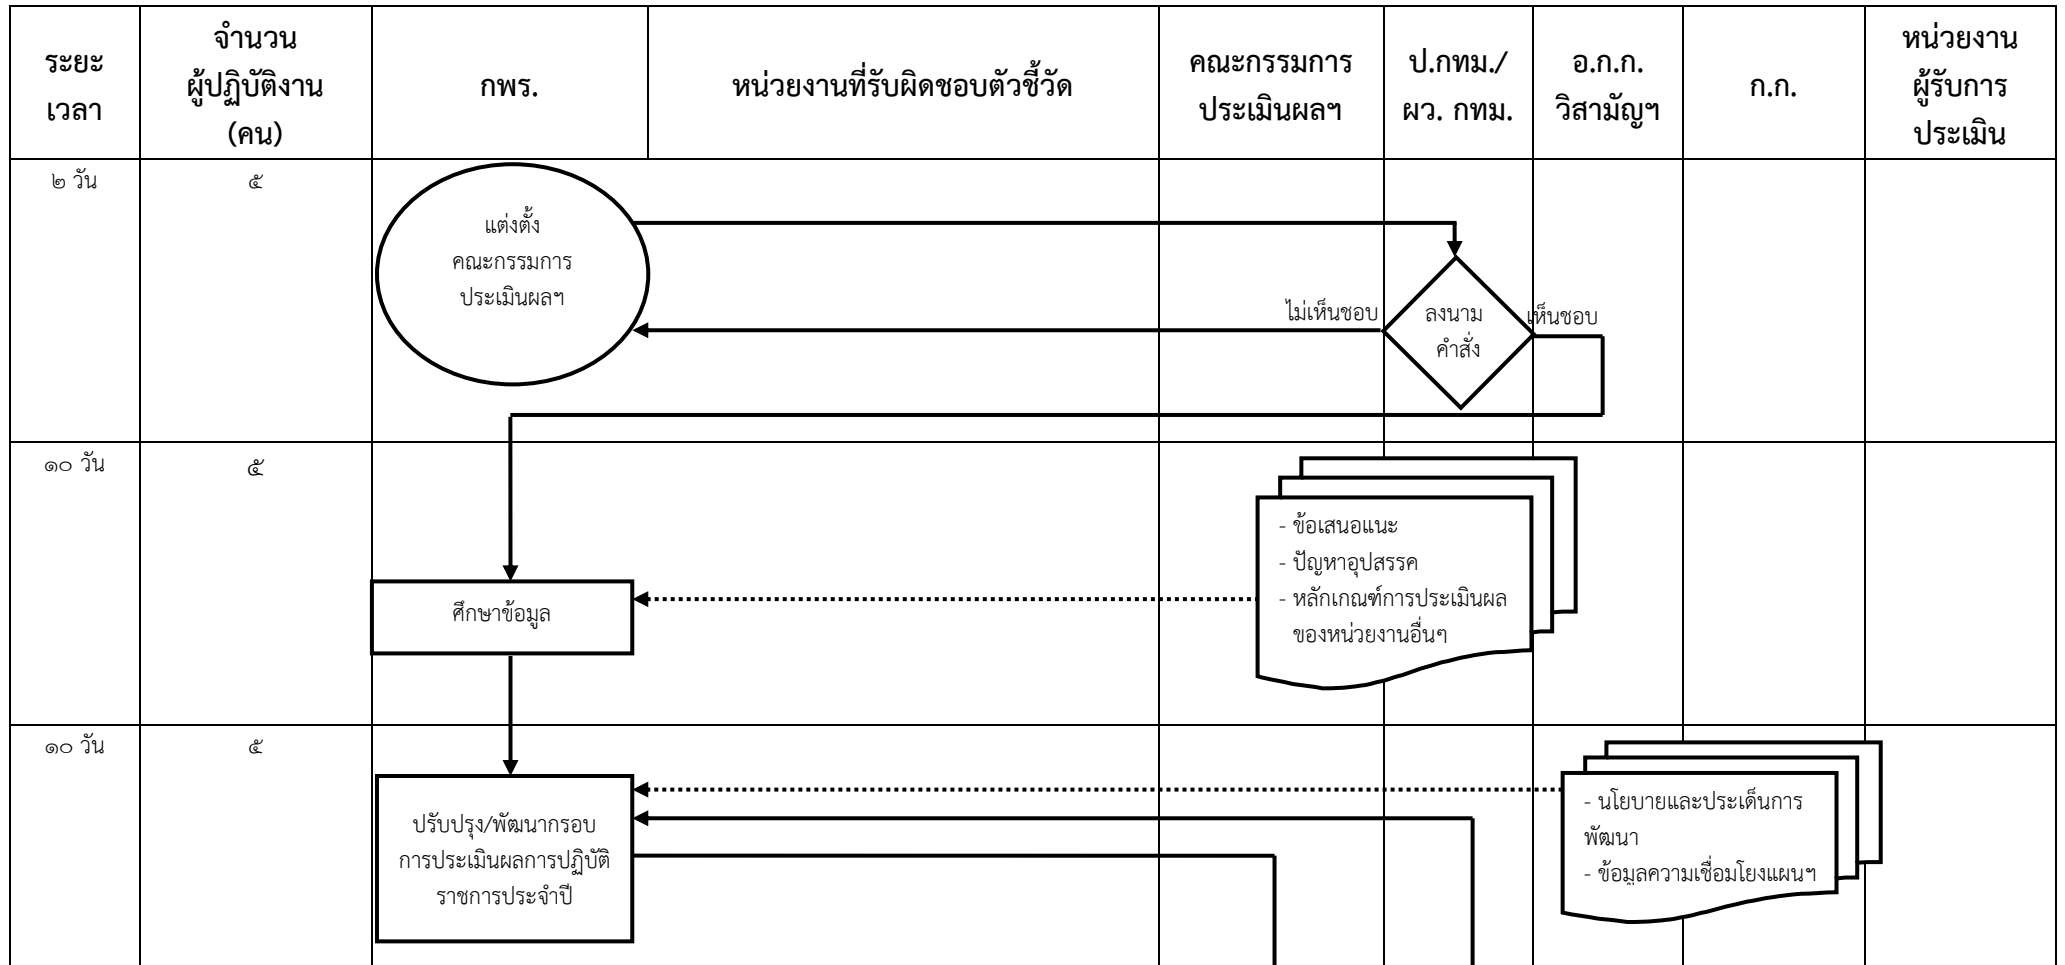 ระยะ
เวลา
จำนวน
ผู้ปฏิบัติงาน
(คน)
กพร.
หน่วยงานที่รับผิดชอบตัวชี้วัด
คณะกรรมการ
ประเมินผลฯ
ป.กทม./
ผว. กทม.
อ.ก.ก.
วิสามัญฯ
ก.ก.
หน่วยงาน
ผู้รับการ
ประเมิน
๒ วัน
๕
แต่งตั้ง
คณะกรรมการ
ประเมินผลฯ
ไม่เห็นชอบ
ลงนาม
คำสั่ง
เห็นชอบ
๑๐ วัน
๕
ศึกษาข้อมูล
- ข้อเสนอแนะ
- ปัญหาอุปสรรค
- หลักเกณฑ์การประเมินผล
ของหน่วยงานอื่นๆ
๑๐ วัน
๕
ปรับปรุง/พัฒนากรอบ
การประเมินผลการปฏิบัติ
ราชการประจำปี
- นโยบายและประเด็นการ
พัฒนา
- ข้อมูลความเชื่อมโยงแผนฯ